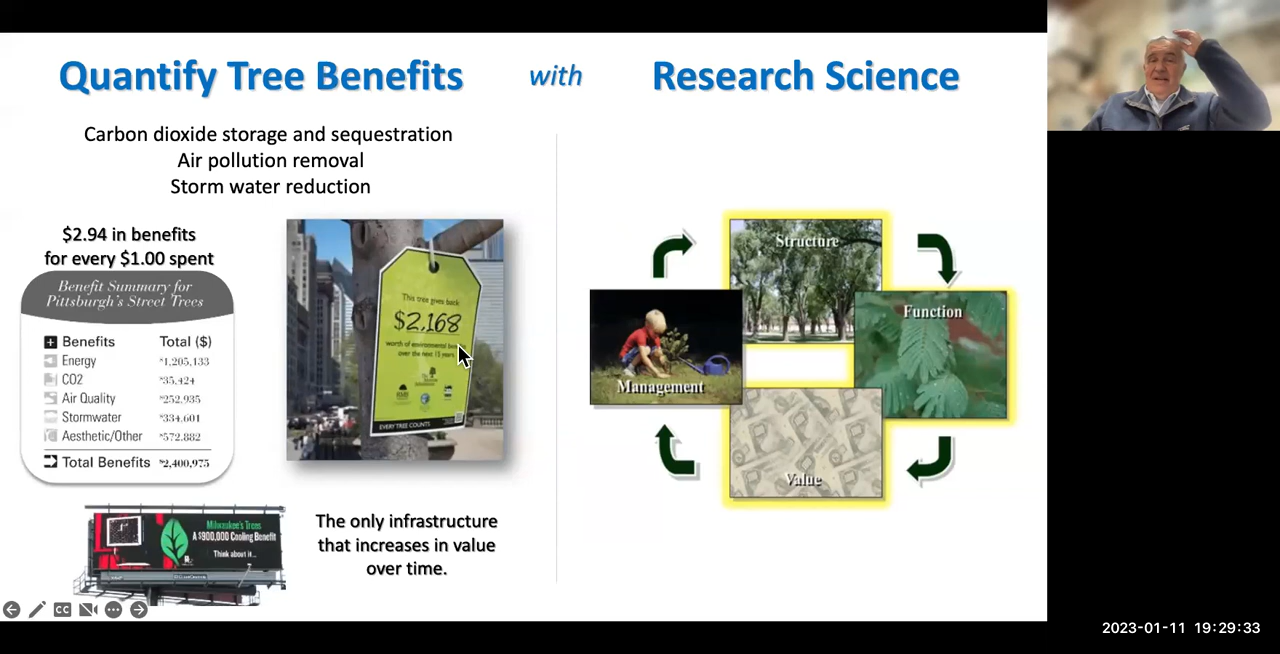 Quantify Tree Benefits with Research Science
Carbon dioxide storage and sequestration
Air pollution removal
Storm water reduction
$2.94 in benefits
for every $1.00 spent
Benefit Summary for
Pittsburgh's Street Trees
Benefits Total ($)
Energy $1,205,133
CO2 $35,424
Air Quality $252,935
Stormwater $334,601
Aesthetic/Other $572,882
Total Benefits $2,400,975
This tree gives back
$2,168
worth of environmental
over the next 15 years
EVERY TREE COUNTS
Milwaukee's Trees
A $900,000 Cooling Benefit
Think about it...
The only infrastructure
that increases in value
over time.
Structure
Function
Management
Value
CC
2023-01-11 19:29:33